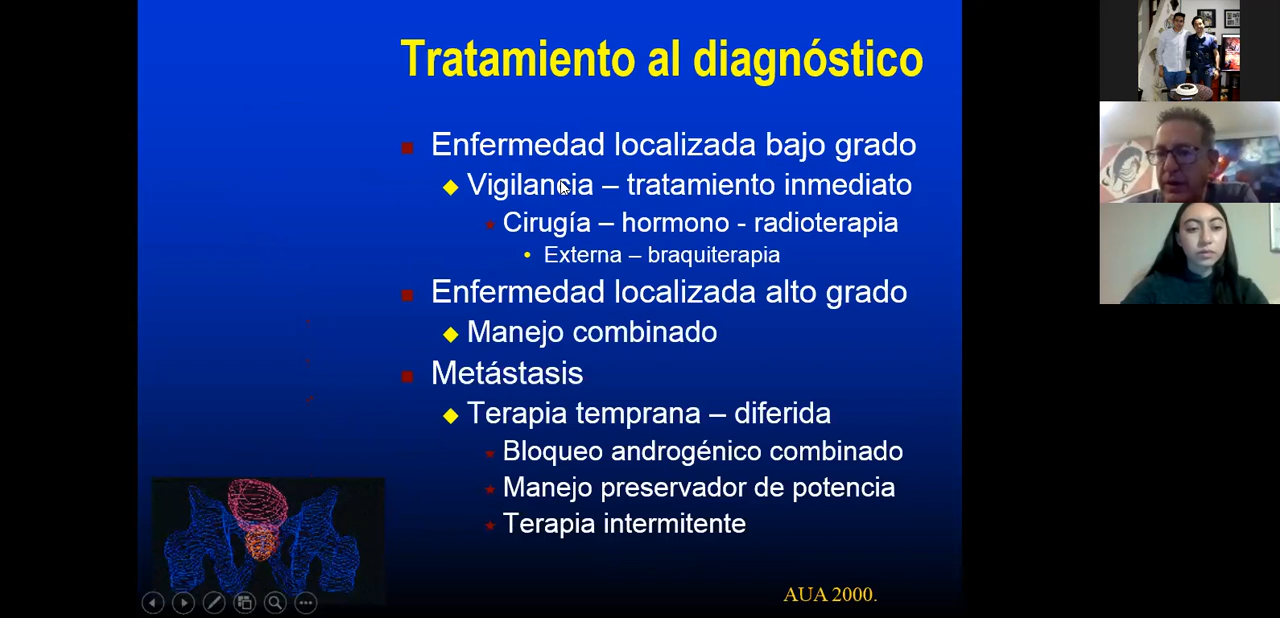 Tratamiento al diagnóstico
Enfermedad localizada bajo grado
Vigilancia – tratamiento inmediato
Cirugía – hormono - radioterapia
Externa – braquiterapia
Enfermedad localizada alto grado
Manejo combinado
Metástasis
Terapia temprana – diferida
Bloqueo androgénico combinado
Manejo preservador de potencia
Terapia intermitente
AUA 2000.